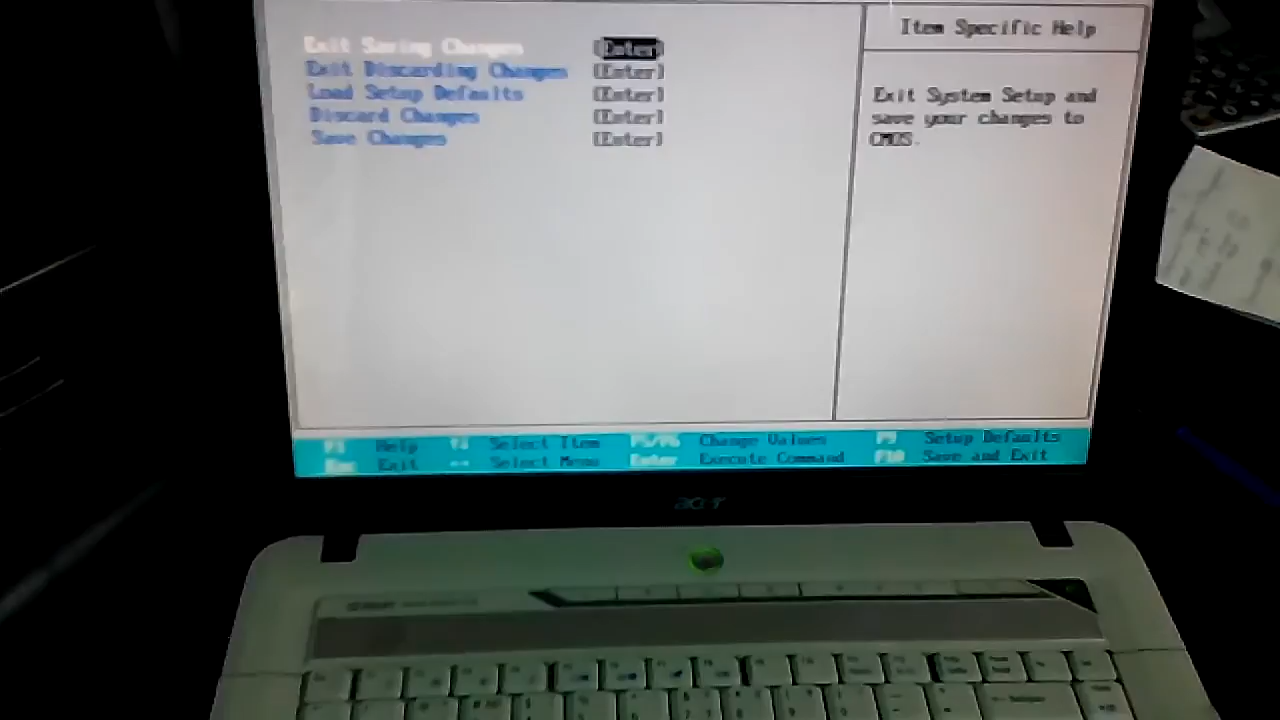 Item Specific Help
Exit Saving Changes [Enter]
Exit Discarding Changes [Enter]
Load Setup Defaults [Enter]
Discard Changes [Enter]
Save Changes [Enter]
Exit System Setup and
save your changes to
CMOS.
F1 Help Select Item F5/F6 Change Values F9 Setup Defaults
Esc Exit Select Menu Enter Execute Command F10 Save and Exit
acer